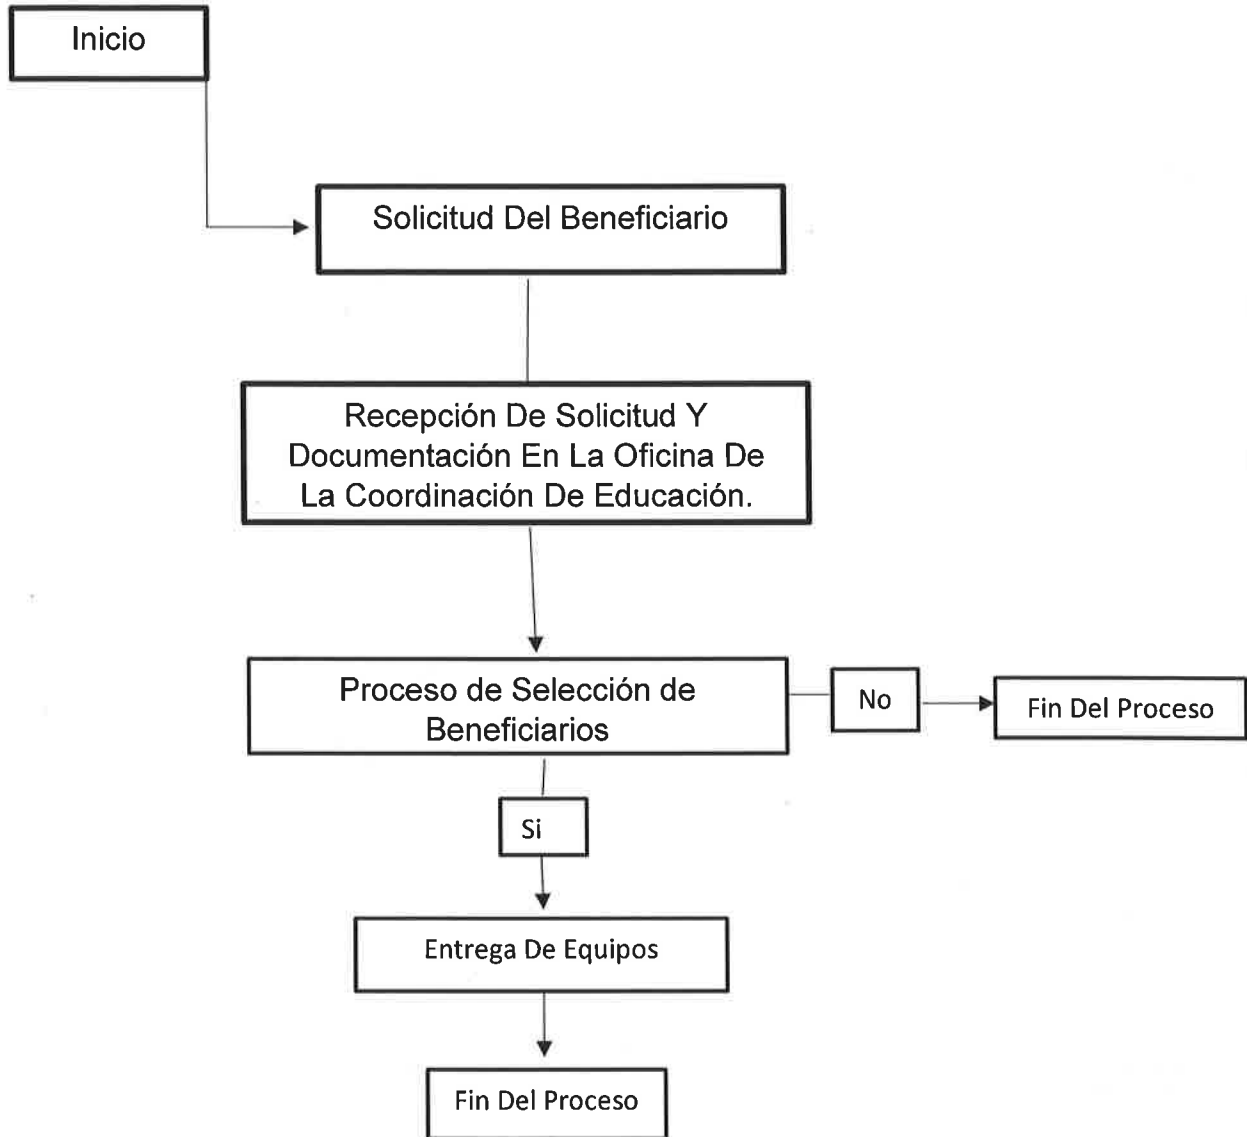 Inicio
Solicitud Del Beneficiario
Recepción De Solicitud Y
Documentación En La Oficina De
La Coordinación De Educación.
Proceso de Selección de
Beneficiarios
No
Fin Del Proceso
Si
Entrega De Equipos
Fin Del Proceso